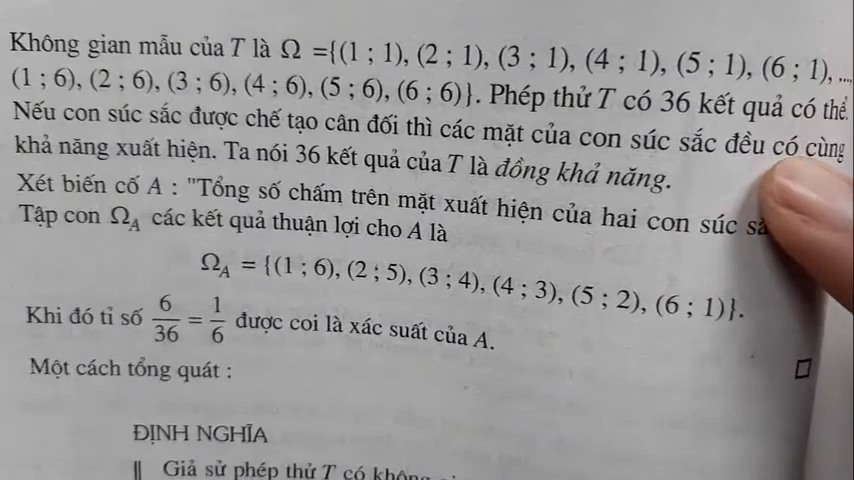 Không gian mẫu của T là Ω ={(1 ; 1), (2 ; 1), (3 ; 1), (4 ; 1), (5 ; 1), (6 ; 1), ...,
(1 ; 6), (2 ; 6), (3 ; 6), (4 ; 6), (5 ; 6), (6 ; 6)}. Phép thử T có 36 kết quả có thể.
Nếu con súc sắc được chế tạo cân đối thì các mặt của con súc sắc đều có cùng
khả năng xuất hiện. Ta nói 36 kết quả của T là đồng khả năng.
Xét biến cố A : "Tổng số chấm trên mặt xuất hiện của hai con súc
Tập con Ω_A các kết quả thuận lợi cho A là
Ω_A = {(1 ; 6), (2 ; 5), (3 ; 4), (4 ; 3), (5 ; 2), (6 ; 1)}.
Khi đó tỉ số 6/36 = 1/6 được coi là xác suất của A.
Một cách tổng quát :
ĐỊNH NGHĨA
Giả sử phép thử T có không